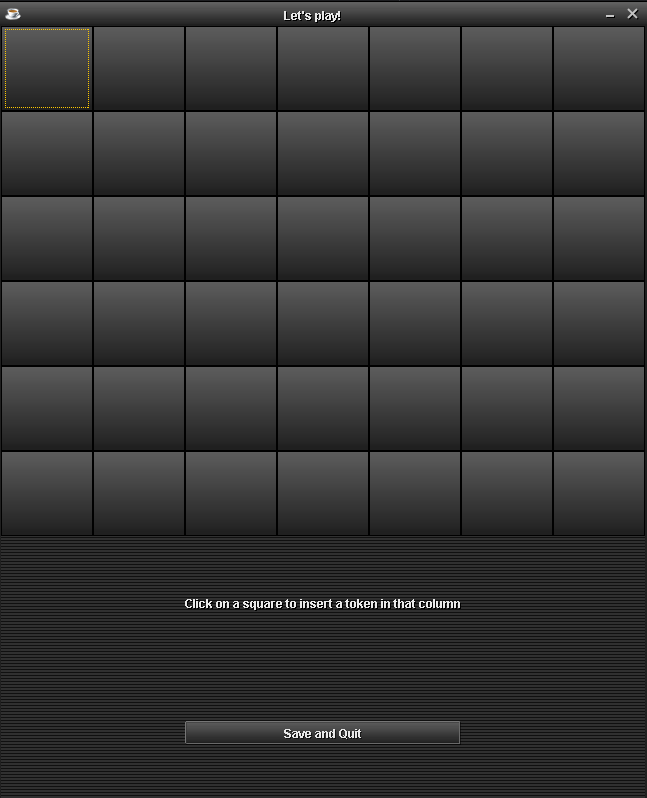 Let's play!
Click on a square to insert a token in that column
Save and Quit